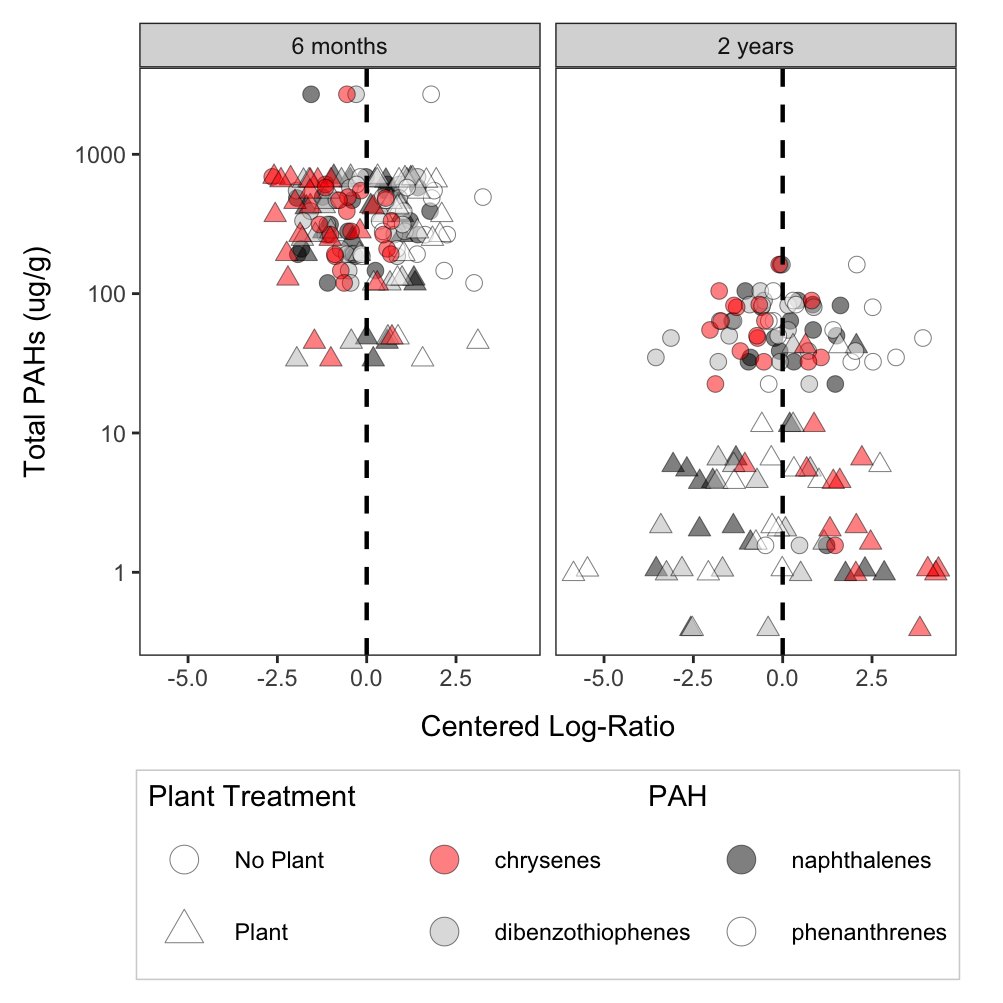 6 months
2 years
Total PAHs (ug/g)
1000
100
10
1
-5.0 -2.5 0.0 2.5
-5.0 -2.5 0.0 2.5
Centered Log-Ratio
Plant Treatment
PAH
No Plant
chrysenes
naphthalenes
Plant
dibenzothiophenes
phenanthrenes